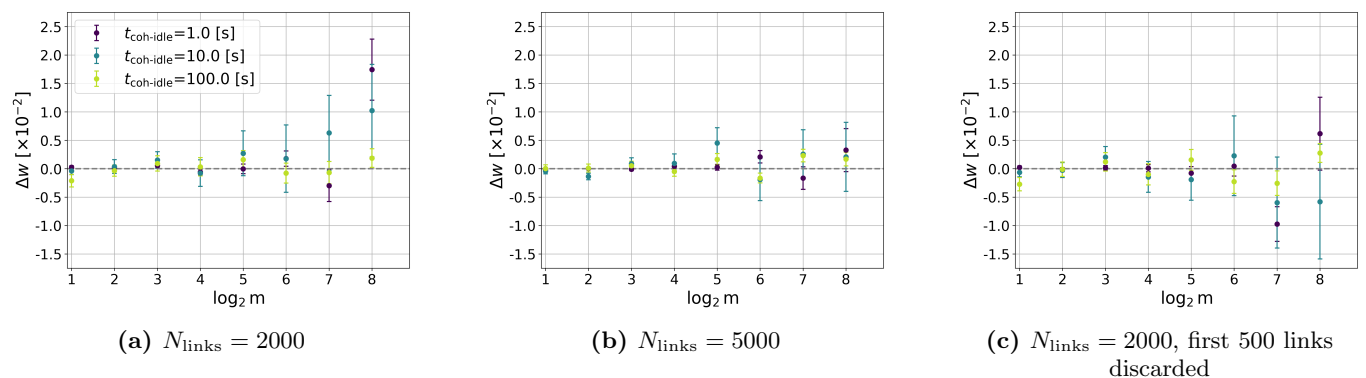 2.5
2.0
1.5
1.0
0.5
0.0
-0.5
-1.0
-1.5
Δw [×10⁻²]
t_coh-idle=1.0 [s]
t_coh-idle=10.0 [s]
t_coh-idle=100.0 [s]
1 2 3 4 5 6 7 8
log₂ m
(a) N_links = 2000
2.5
2.0
1.5
1.0
0.5
0.0
-0.5
-1.0
-1.5
Δw [×10⁻²]
1 2 3 4 5 6 7 8
log₂ m
(b) N_links = 5000
2.5
2.0
1.5
1.0
0.5
0.0
-0.5
-1.0
-1.5
Δw [×10⁻²]
1 2 3 4 5 6 7 8
log₂ m
(c) N_links = 2000, first 500 links
discarded